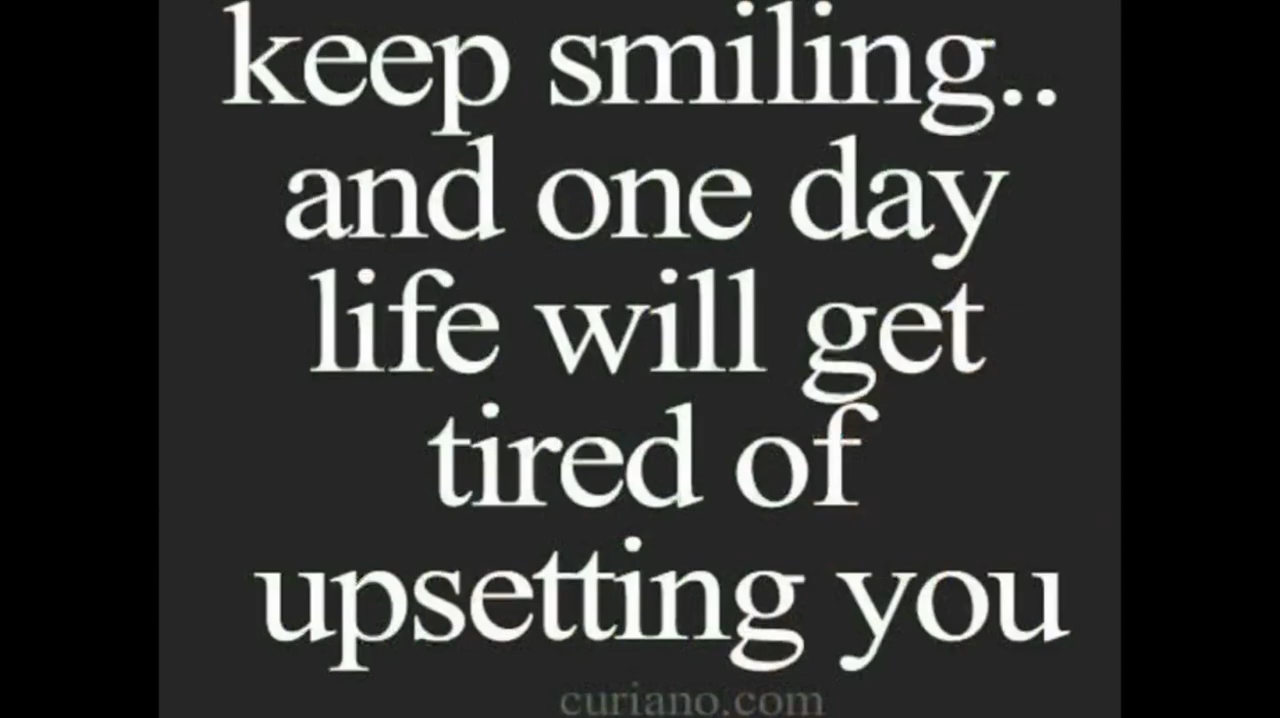 keep smiling..
and one day
life will get
tired of
upsetting you
curiano.com